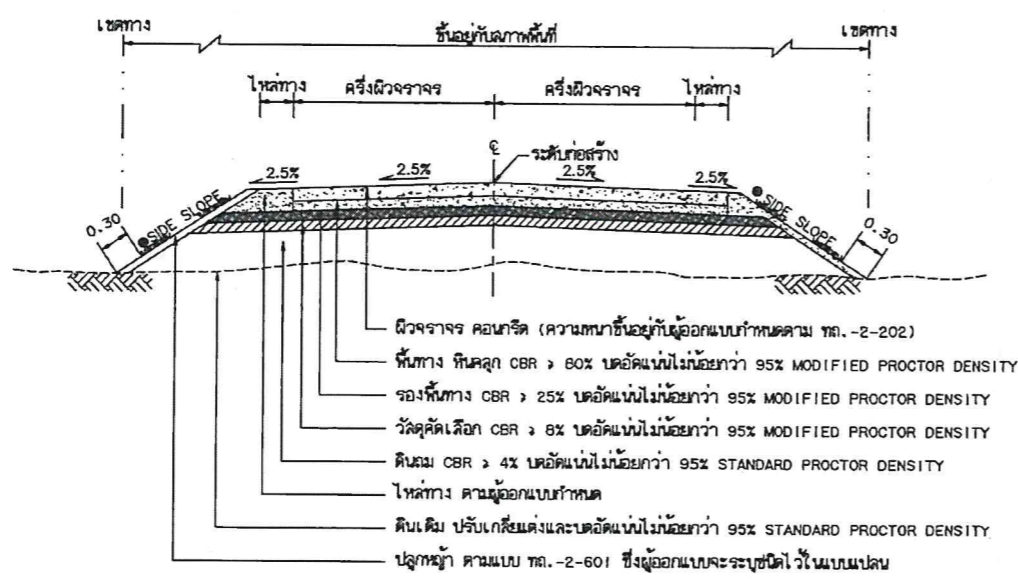 เขตทาง
ขึ้นอยู่กับสภาพพื้นที่
เขตทาง
ไหล่ทาง
ครึ่งผิวจราจร
ครึ่งผิวจราจร
ไหล่ทาง
℄
ระดับก่อสร้าง
2.5%
2.5%
2.5%
2.5%
0.30
SIDE SLOPE
SIDE SLOPE
0.30
ผิวจราจร คอนกรีต (ความหนาขึ้นอยู่กับผู้ออกแบบกำหนดตาม ทถ.-2-202)
พื้นทาง หินคลุก CBR ≥ 80% บดอัดแน่นไม่น้อยกว่า 95% MODIFIED PROCTOR DENSITY
รองพื้นทาง CBR ≥ 25% บดอัดแน่นไม่น้อยกว่า 95% MODIFIED PROCTOR DENSITY
วัสดุคัดเลือก CBR ≥ 8% บดอัดแน่นไม่น้อยกว่า 95% MODIFIED PROCTOR DENSITY
ดินถม CBR ≥ 4% บดอัดแน่นไม่น้อยกว่า 95% STANDARD PROCTOR DENSITY
ไหล่ทาง ตามผู้ออกแบบกำหนด
ดินเดิม ปรับเกลี่ยแต่งและบดอัดแน่นไม่น้อยกว่า 95% STANDARD PROCTOR DENSITY
ปลูกหญ้า ตามแบบ ทถ.-2-601 ซึ่งผู้ออกแบบจะระบุชนิดไว้ในแบบแปลน